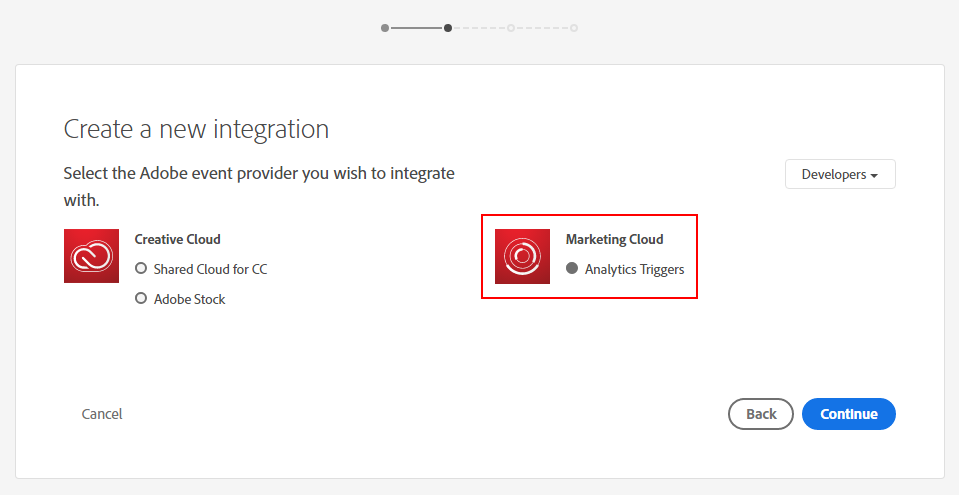 Create a new integration
Select the Adobe event provider you wish to integrate
with.
Developers
Creative Cloud
Shared Cloud for CC
Adobe Stock
Marketing Cloud
Analytics Triggers
Cancel
Back
Continue